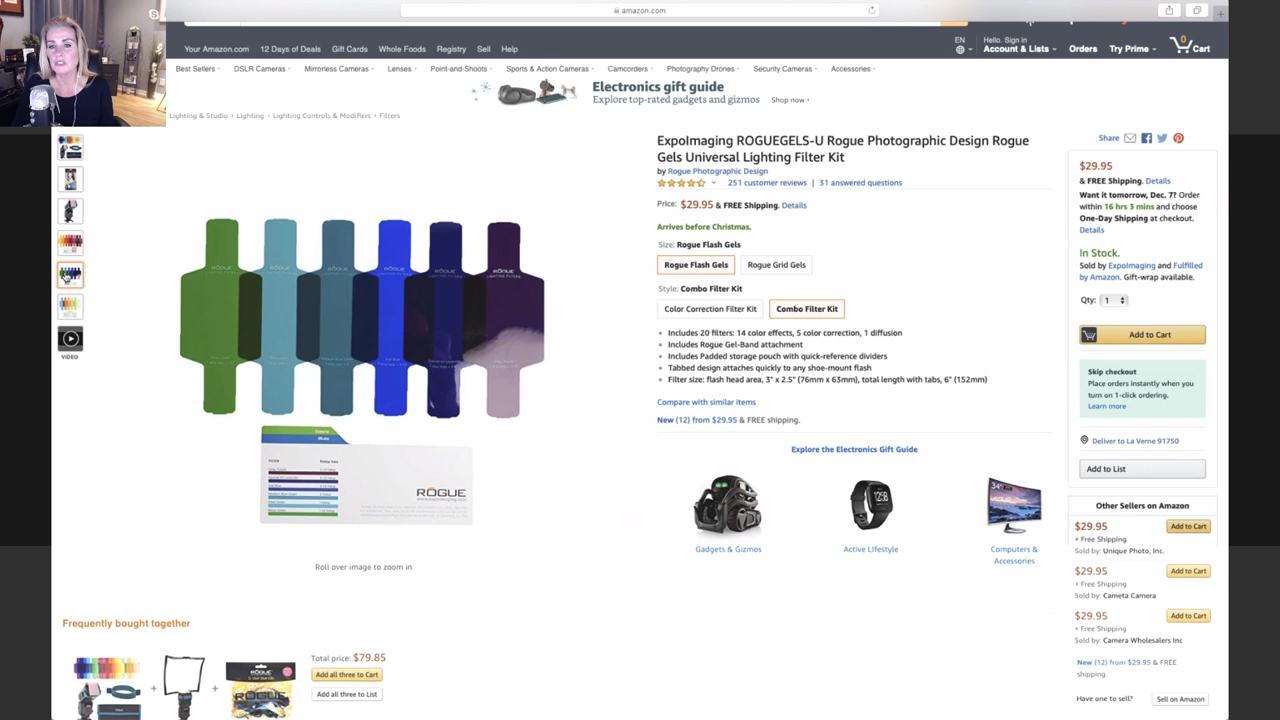 amazon.com
Your Amazon.com 12 Days of Deals Gift Cards Whole Foods Registry Sell Help
EN
Hello. Sign in
Account & Lists
Orders
Try Prime
0
Cart
Best Sellers DSLR Cameras Mirrorless Cameras Lenses Point-and-Shoots Sports & Action Cameras Camcorders Photography Drones Security Cameras Accessories
Electronics gift guide
Explore top-rated gadgets and gizmos Shop now ›
Lighting & Studio › Lighting › Lighting Controls & Modifiers › Filters
VIDEO
ROGUE
Roll over image to zoom in
ExpoImaging ROGUEGELS-U Rogue Photographic Design Rogue
Gels Universal Lighting Filter Kit
by Rogue Photographic Design
251 customer reviews | 31 answered questions
Price: $29.95 & FREE Shipping. Details
Arrives before Christmas.
Size: Rogue Flash Gels
Rogue Flash Gels Rogue Grid Gels
Style: Combo Filter Kit
Color Correction Filter Kit Combo Filter Kit
• Includes 20 filters: 14 color effects, 5 color correction, 1 diffusion
• Includes Rogue Gel-Band attachment
• Includes Padded storage pouch with quick-reference dividers
• Tabbed design attaches quickly to any shoe-mount flash
• Filter size: flash head area, 3" x 2.5" (76mm x 63mm), total length with tabs, 6" (152mm)
Compare with similar items
New (12) from $29.95 & FREE shipping.
Explore the Electronics Gift Guide
Gadgets & Gizmos
Active Lifestyle
34"
Computers &
Accessories
Share
$29.95
& FREE Shipping. Details
Want it tomorrow, Dec. 7? Order
within 16 hrs 3 mins and choose
One-Day Shipping at checkout.
Details
In Stock.
Sold by ExpoImaging and Fulfilled
by Amazon. Gift-wrap available.
Qty: 1
Add to Cart
Skip checkout
Place orders instantly when you
turn on 1-click ordering.
Learn more
Deliver to La Verne 91750
Add to List
Other Sellers on Amazon
$29.95 Add to Cart
+ Free Shipping
Sold by: Unique Photo, Inc.
$29.95 Add to Cart
+ Free Shipping
Sold by: Cameta Camera
$29.95 Add to Cart
+ Free Shipping
Sold by: Camera Wholesalers Inc
New (12) from $29.95 & FREE
shipping.
Have one to sell? Sell on Amazon
Frequently bought together
Total price: $79.85
Add all three to Cart
Add all three to List
ROGUE